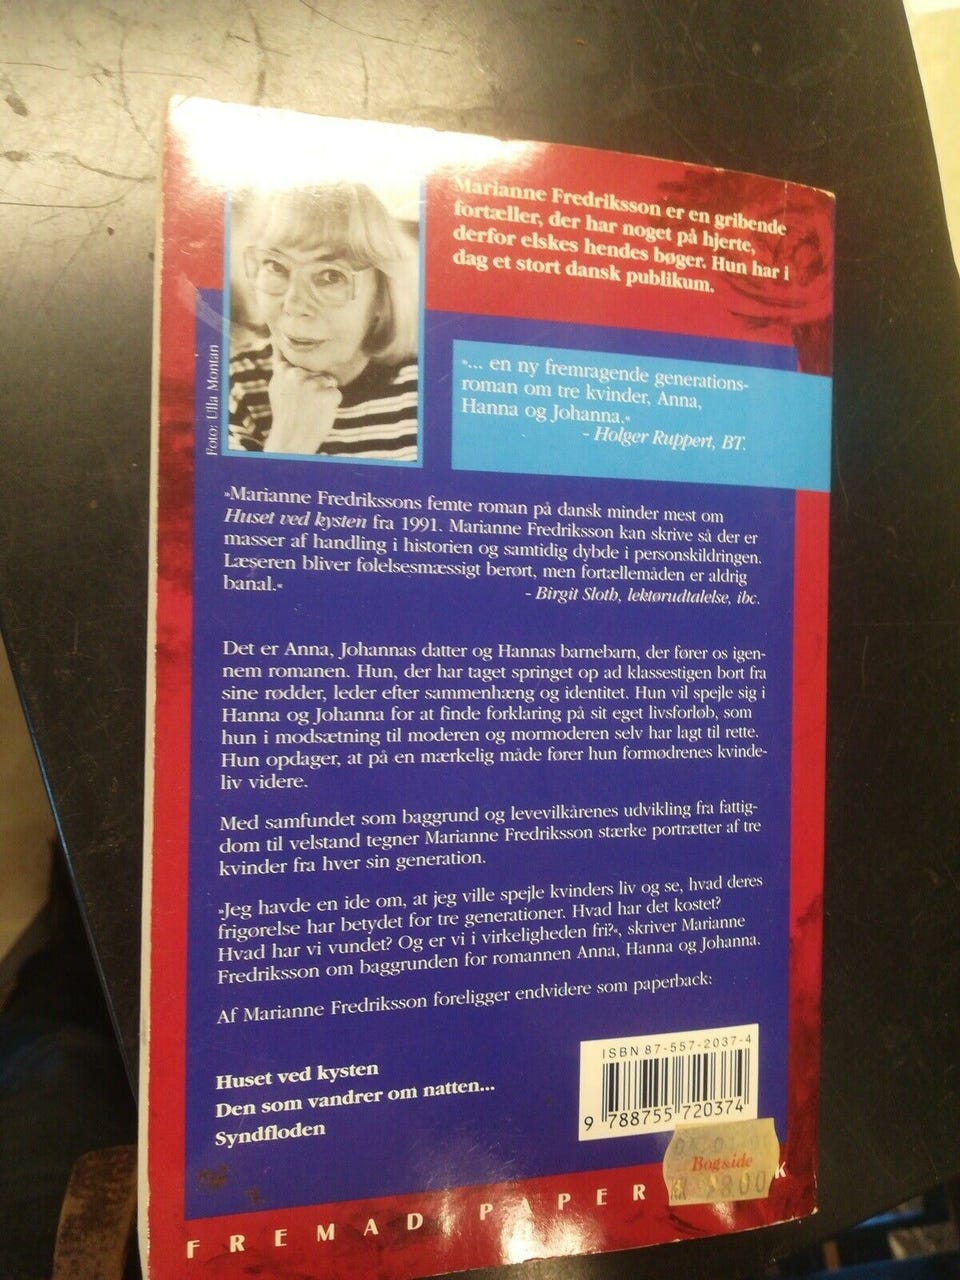 Marianne Fredriksson er en gribende
fortæller, der har noget på hjerte,
derfor elskes hendes bøger. Hun har i
dag et stort dansk publikum.
Foto: Ulla Montan
»... en ny fremragende generations-
roman om tre kvinder, Anna,
Hanna og Johanna.«
- Holger Ruppert, BT.
»Marianne Fredrikssons femte roman på dansk minder mest om
Huset ved kysten fra 1991. Marianne Fredriksson kan skrive så der er
masser af handling i historien og samtidig dybde i personskildringen.
Læseren bliver følelsesmæssigt berørt, men fortællemåden er aldrig
banal.«
- Birgit Sloth, lektørudtalelse, ibc.
Det er Anna, Johannas datter og Hannas barnebarn, der fører os igen-
nem romanen. Hun, der har taget springet op ad klassestigen bort fra
sine rødder, leder efter sammenhæng og identitet. Hun vil spejle sig i
Hanna og Johanna for at finde forklaring på sit eget livsforløb, som
hun i modsætning til moderen og mormoderen selv har lagt til rette.
Hun opdager, at på en mærkelig måde fører hun formødrenes kvinde-
liv videre.
Med samfundet som baggrund og levevilkårenes udvikling fra fattig-
dom til velstand tegner Marianne Fredriksson stærke portrætter af tre
kvinder fra hver sin generation.
»Jeg havde en ide om, at jeg ville spejle kvinders liv og se, hvad deres
frigørelse har betydet for tre generationer. Hvad har det kostet?
Hvad har vi vundet? Og er vi i virkeligheden fri?«, skriver Marianne
Fredriksson om baggrunden for romannen Anna, Hanna og Johanna.
Af Marianne Fredriksson foreligger endvidere som paperback:
Huset ved kysten
Den som vandrer om natten...
Syndfloden
ISBN 87-557-2037-4
9 788755 720374
Bogside
FREMAD PAPER K